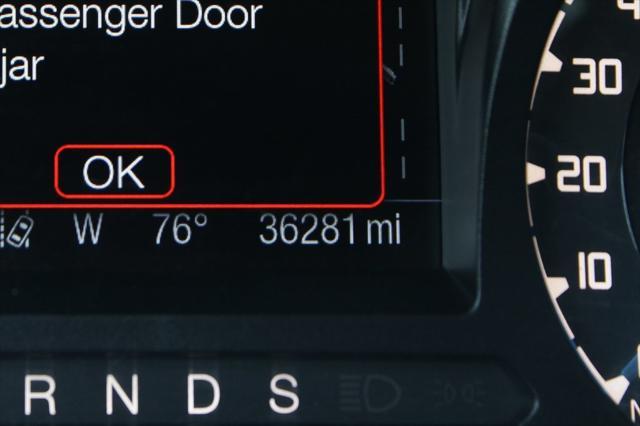 assenger Door
jar
OK
W 76° 36281 mi
R N D S
30
20
10